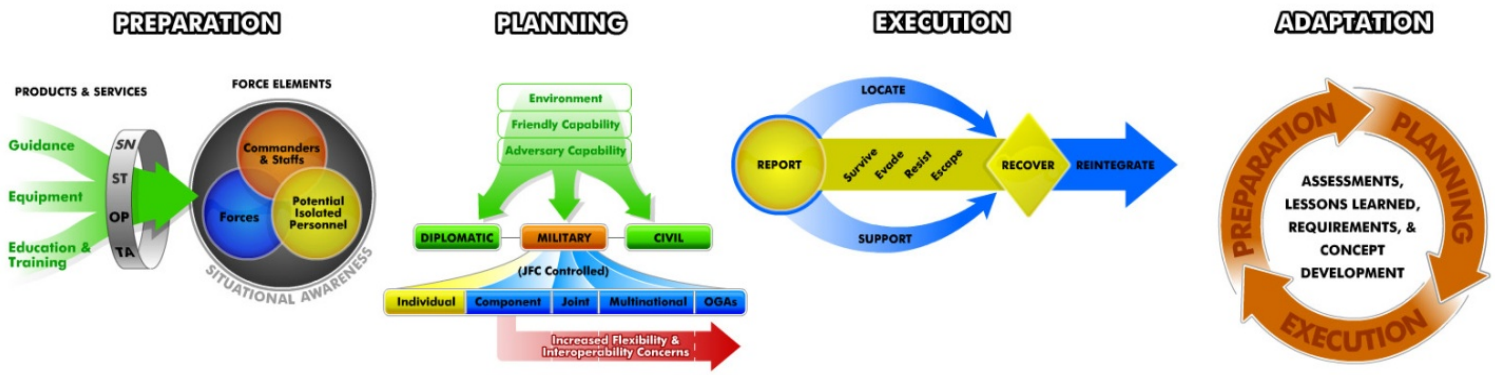 PREPARATION
PRODUCTS & SERVICES
FORCE ELEMENTS
Guidance
Equipment
Education &
Training
SN
ST
OP
TA
Commanders
& Staffs
Forces
Potential
Isolated
Personnel
SITUATIONAL AWARENESS
PLANNING
Environment
Friendly Capability
Adversary Capability
DIPLOMATIC
MILITARY
CIVIL
(JFC Controlled)
Individual
Component
Joint
Multinational
OGAs
Increased Flexibility &
Interoperability Concerns
EXECUTION
LOCATE
REPORT
Survive
Evade
Resist
Escape
RECOVER
REINTEGRATE
SUPPORT
ADAPTATION
PREPARATION
PLANNING
EXECUTION
ASSESSMENTS,
LESSONS LEARNED,
REQUIREMENTS, &
CONCEPT
DEVELOPMENT